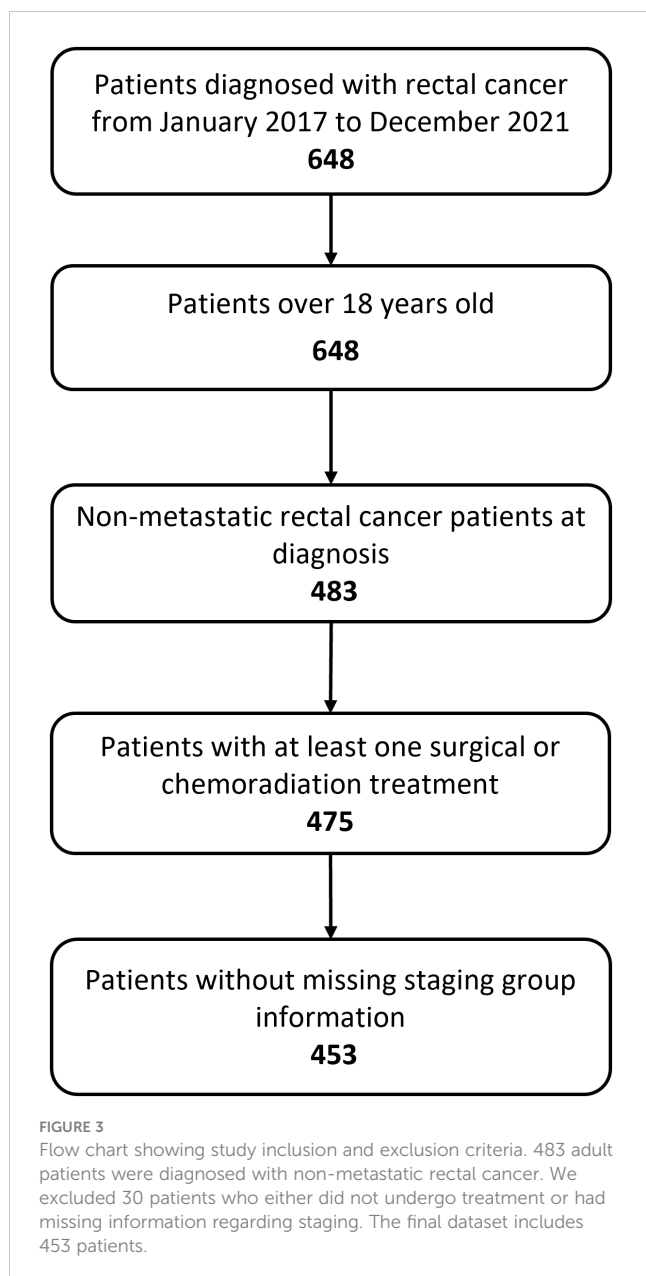 Patients diagnosed with rectal cancer
from January 2017 to December 2021
648
Patients over 18 years old
648
Non-metastatic rectal cancer patients at
diagnosis
483
Patients with at least one surgical or
chemoradiation treatment
475
Patients without missing staging group
information
453
FIGURE 3
Flow chart showing study inclusion and exclusion criteria. 483 adult
patients were diagnosed with non-metastatic rectal cancer. We
excluded 30 patients who either did not undergo treatment or had
missing information regarding staging. The final dataset includes
453 patients.